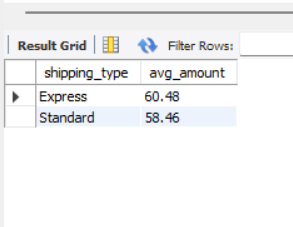 Result Grid Filter Rows:
shipping_type avg_amount
Express 60.48
Standard 58.46